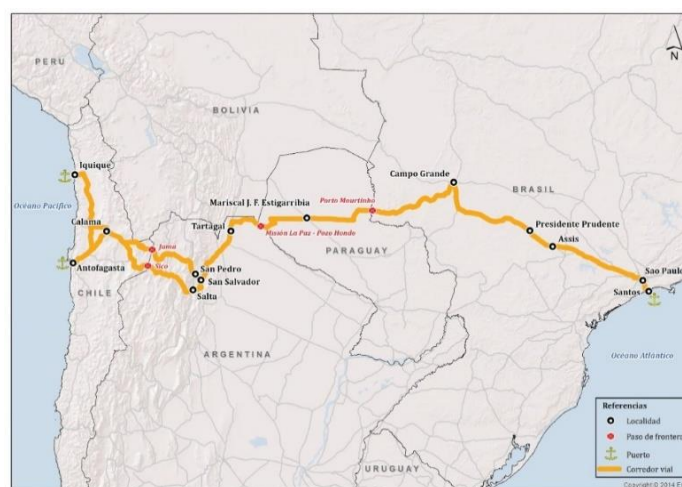 PERU
N
BOLIVIA
Iquique
Campo Grande
BRASIL
Mariscal J. F. Estigarribia
Porto Mourtinho
Océano Pacífico
Calama
Tartagal
Presidente Prudente
Misión La Paz - Pozo Hondo
Jama
PARAGUAY
Assis
Antofagasta
Sico
San Pedro
San Salvador
Sao Paulo
CHILE
Salta
Santos
ARGENTINA
Océano Atlántico
Referencias
Localidad
Paso de frontera
Puerto
URUGUAY
Corredor vial
Copyright © 2014 E